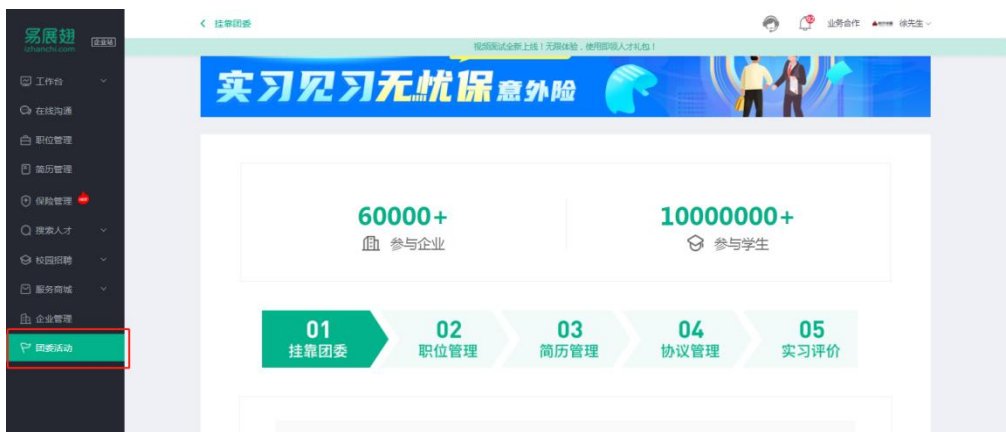 易展翅
izhanchi.com
企业站
工作台
在线沟通
职位管理
简历管理
保险管理
搜索人才
校园招聘
服务商城
企业管理
团委活动
挂靠团委
业务合作
徐先生
视频面试全新上线！无限体验，使用即领人才礼包！
实习见习无忧保意外险
60000+
参与企业
10000000+
参与学生
01
挂靠团委
02
职位管理
03
简历管理
04
协议管理
05
实习评价